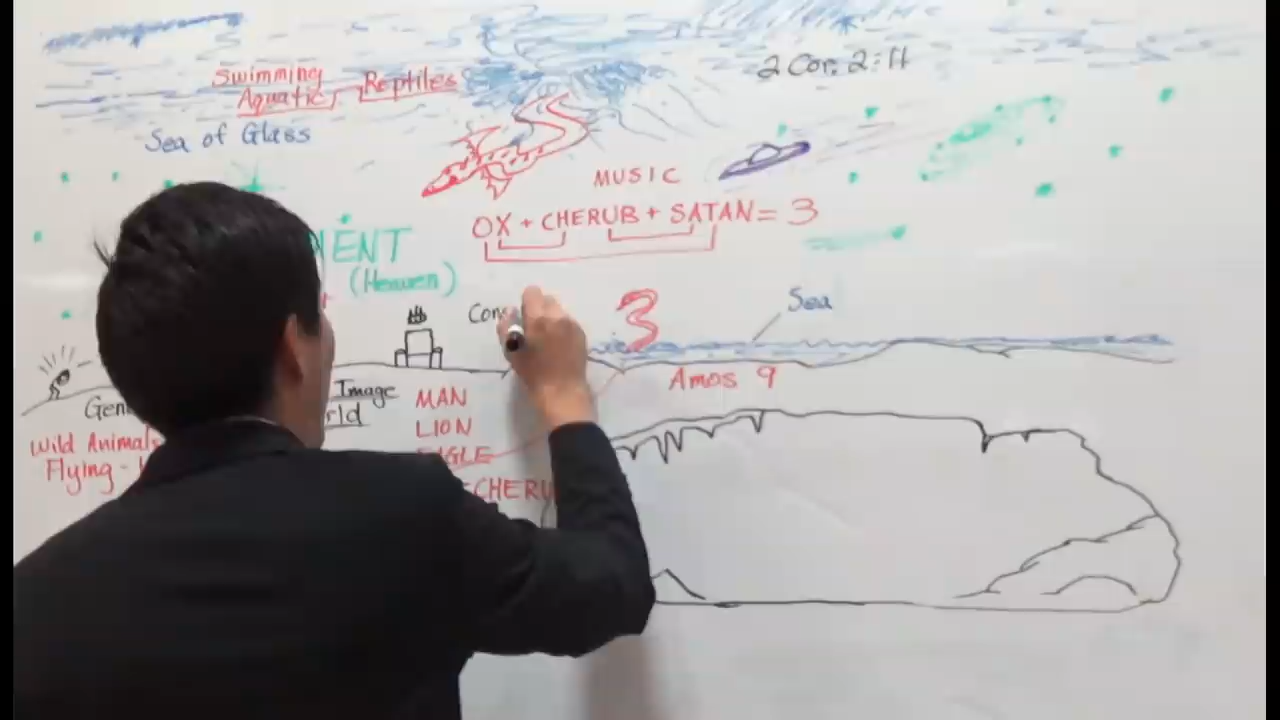 2 Cor. 2:11
Swimming
Aquatic, Reptiles
Sea of Glass
MUSIC
OX + CHERUB + SATAN = 3
(Heaven)
3
Sea
Image
Amos 9
MAN
LION
EAGLE
Wild Animals
Flying -